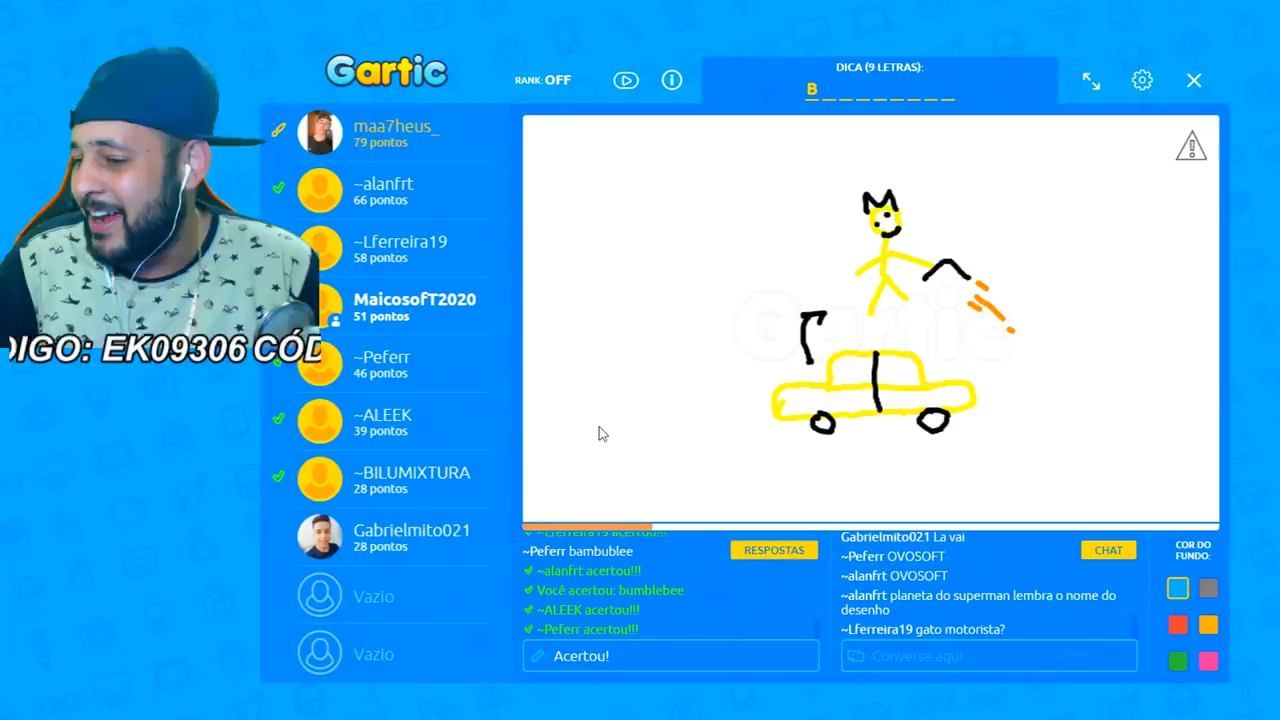 Gartic
RANK: OFF
DICA (9 LETRAS):
B _ _ _ _ _ _ _ _
maa7heus_
79 pontos
~alanfrt
66 pontos
~Lferreira19
58 pontos
MaicosofT2020
51 pontos
~Peferr
46 pontos
~ALEEK
39 pontos
~BILUMIXTURA
28 pontos
Gabrielmito021
28 pontos
Vazio
Vazio
DIGO: EK09306 CÓD
Gartic
~Lferreira19 acertou!!!
~Peferr bambublee
~alanfrt acertou!!!
Você acertou: bumblebee
~ALEEK acertou!!!
~Peferr acertou!!!
RESPOSTAS
Acertou!
Gabrielmito021 La vai
~Peferr OVOSOFT
~alanfrt OVOSOFT
~alanfrt planeta do superman lembra o nome do
desenho
~Lferreira19 gato motorista?
CHAT
Converse aqui
COR DO
FUNDO: